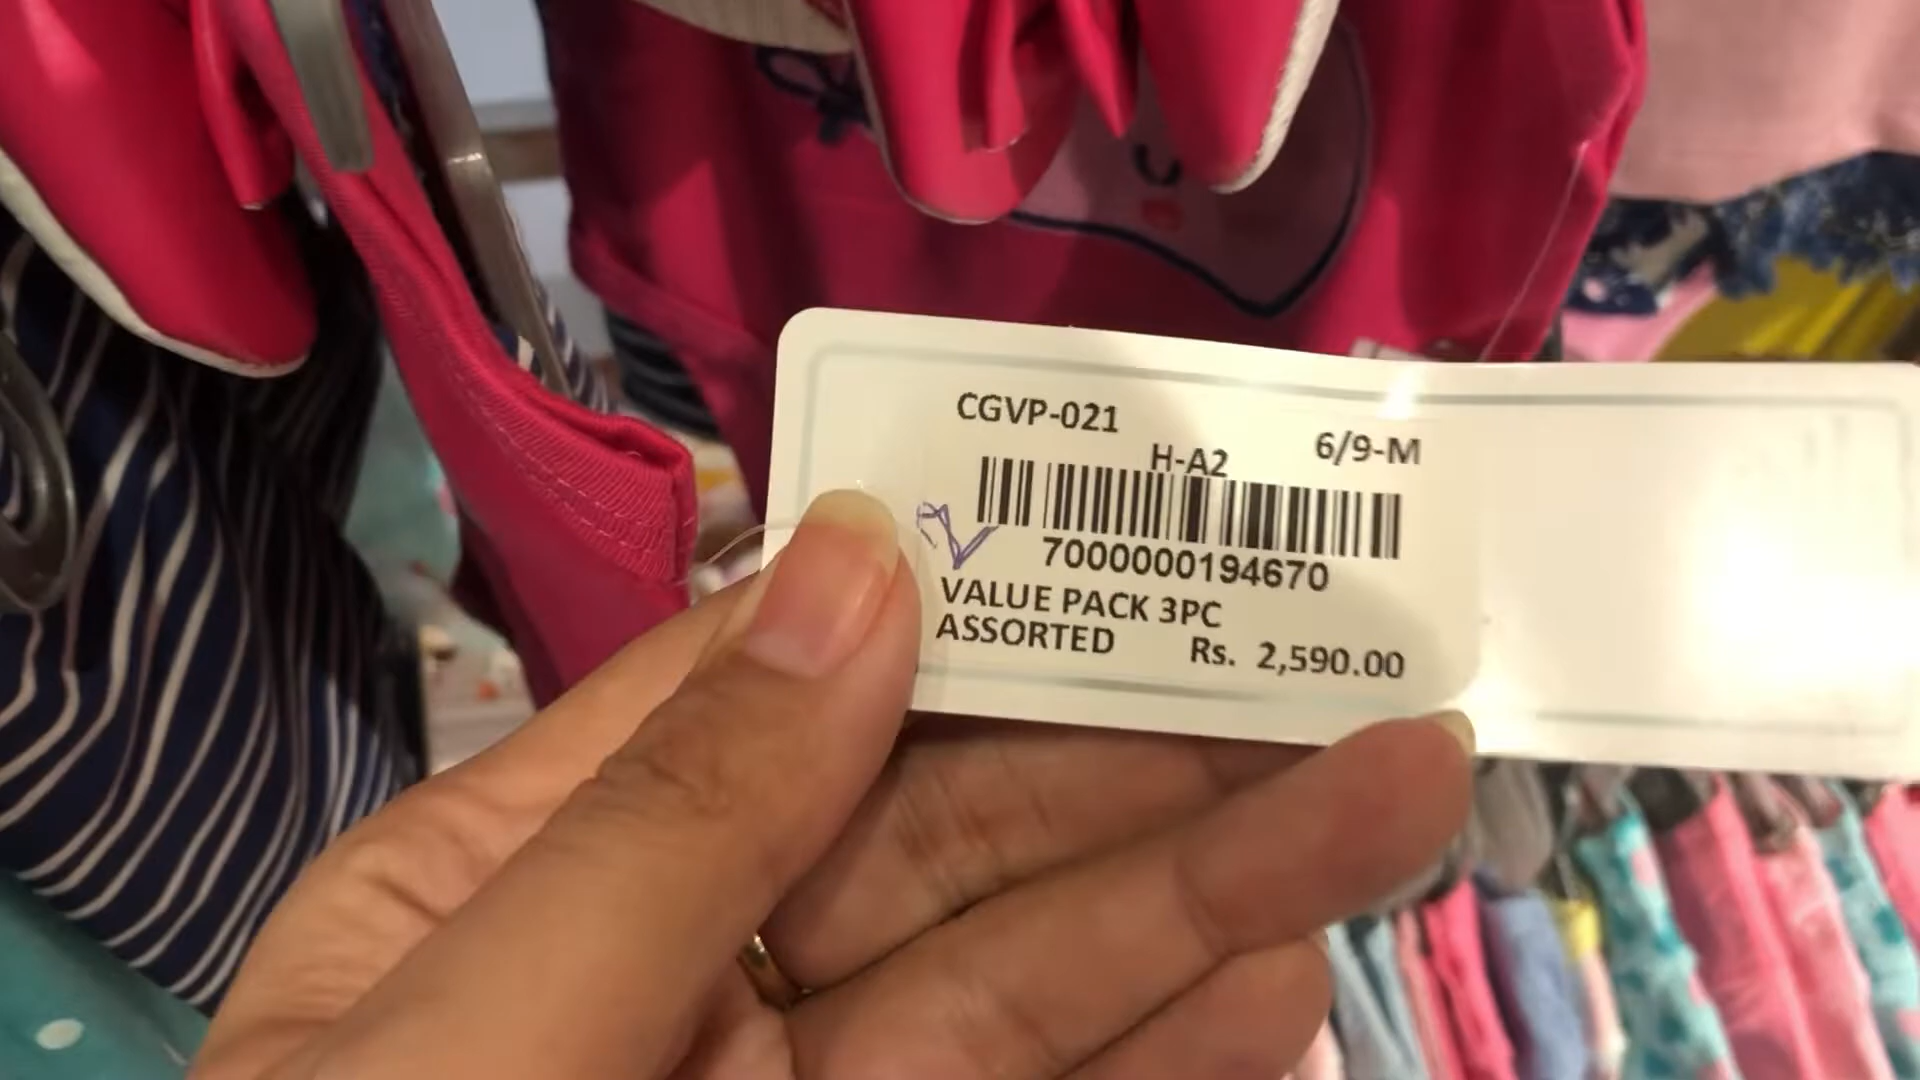 CGVP-021
H-A2 6/9-M
7000000194670
VALUE PACK 3PC
ASSORTED Rs. 2,590.00